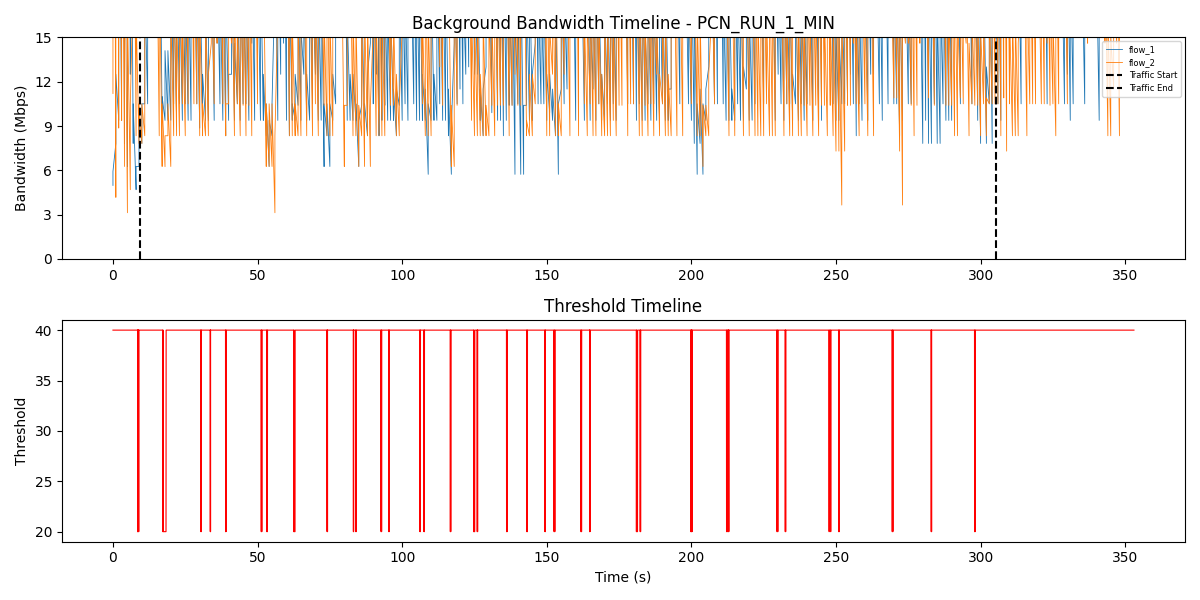 Background Bandwidth Timeline - PCN_RUN_1_MIN
15
12
9
6
3
0
Bandwidth (Mbps)
flow_1
flow_2
Traffic Start
Traffic End
0 50 100 150 200 250 300 350
Threshold Timeline
40
35
30
25
20
Threshold
0 50 100 150 200 250 300 350
Time (s)